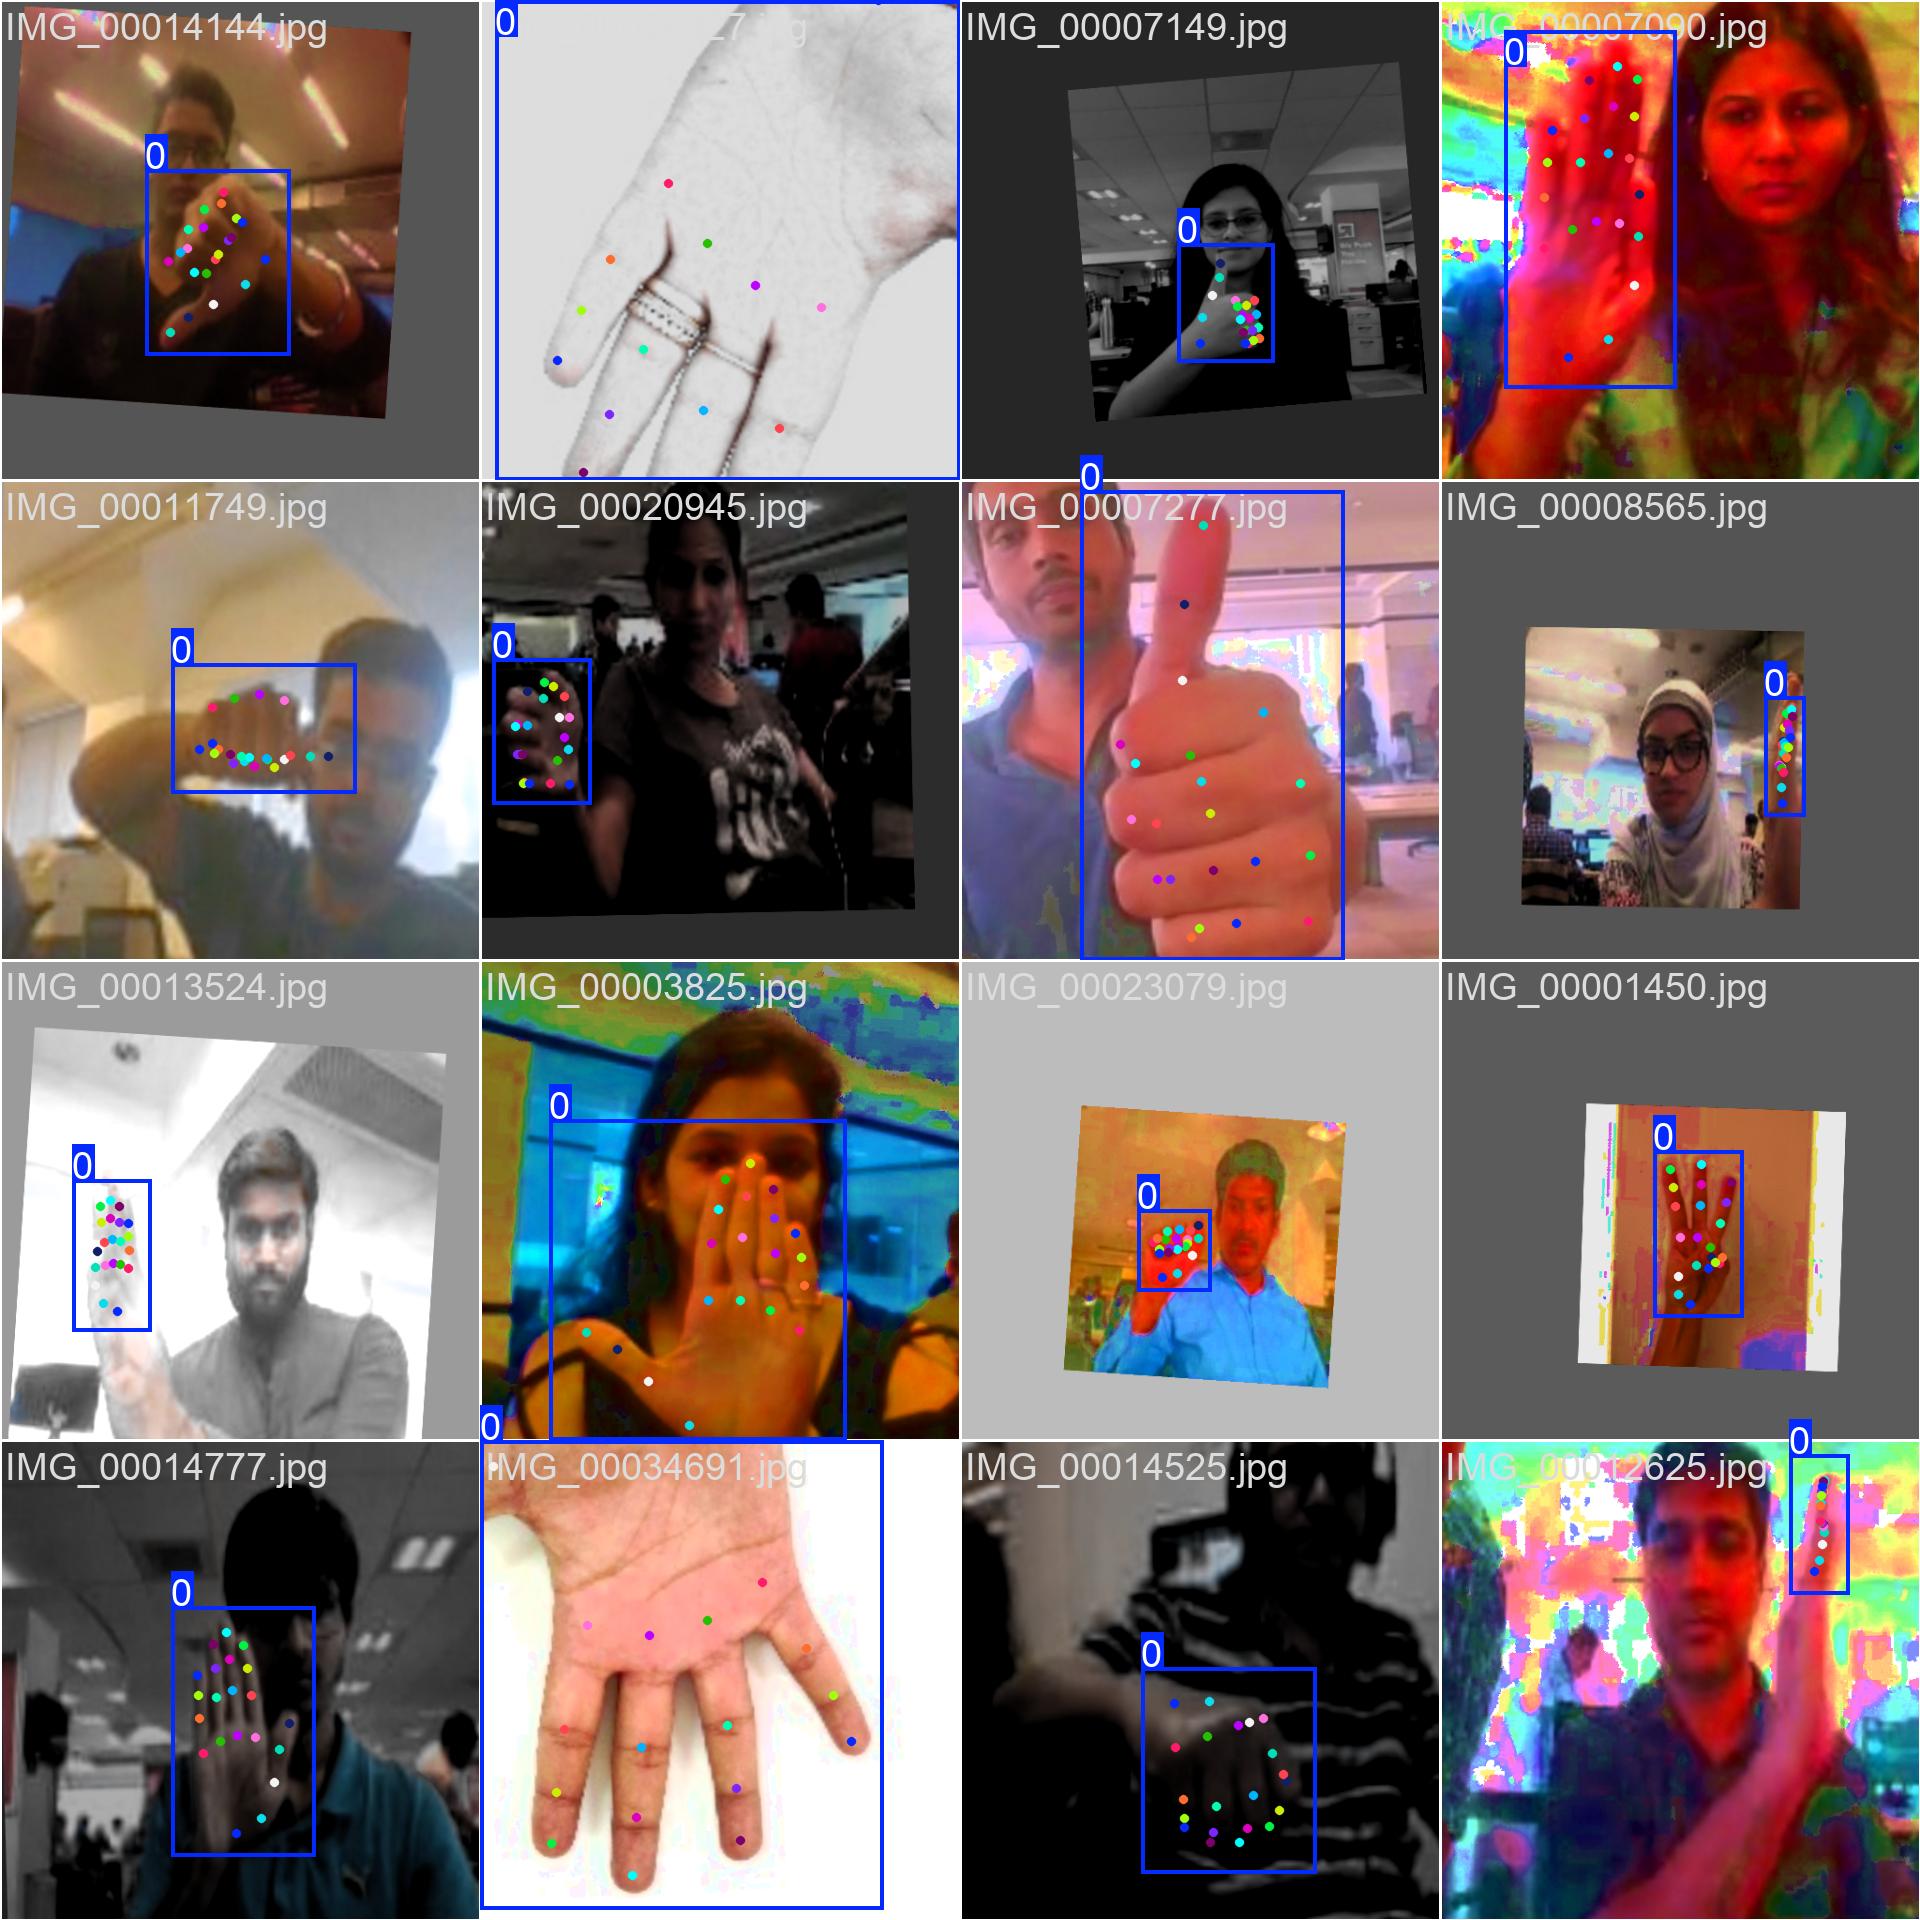 IMG_00014144.jpg
0
7.jpg
0
IMG_00007149.jpg
0
IMG_00007090.jpg
0
IMG_00011749.jpg
0
IMG_00020945.jpg
0
IMG_00007277.jpg
0
IMG_00008565.jpg
0
IMG_00013524.jpg
0
IMG_00003825.jpg
0
IMG_00023079.jpg
0
IMG_00001450.jpg
0
IMG_00014777.jpg
0
IMG_00034691.jpg
0
IMG_00014525.jpg
0
IMG_00012625.jpg
0